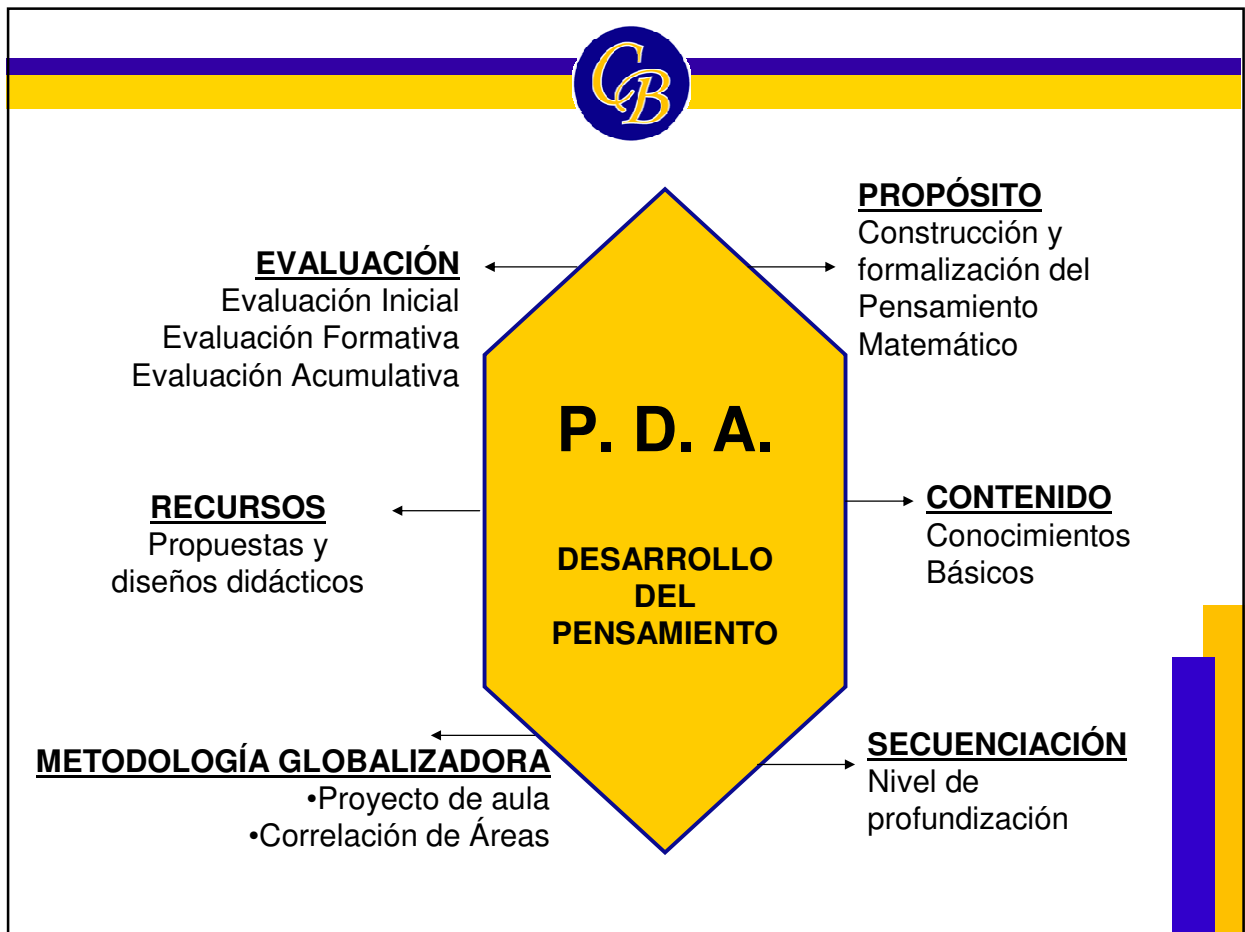 CB
PROPÓSITO
Construcción y
formalización del
Pensamiento
Matemático
EVALUACIÓN
Evaluación Inicial
Evaluación Formativa
Evaluación Acumulativa
P. D. A.
DESARROLLO
DEL
PENSAMIENTO
RECURSOS
Propuestas y
diseños didácticos
CONTENIDO
Conocimientos
Básicos
METODOLOGÍA GLOBALIZADORA
•Proyecto de aula
•Correlación de Áreas
SECUENCIACIÓN
Nivel de
profundización